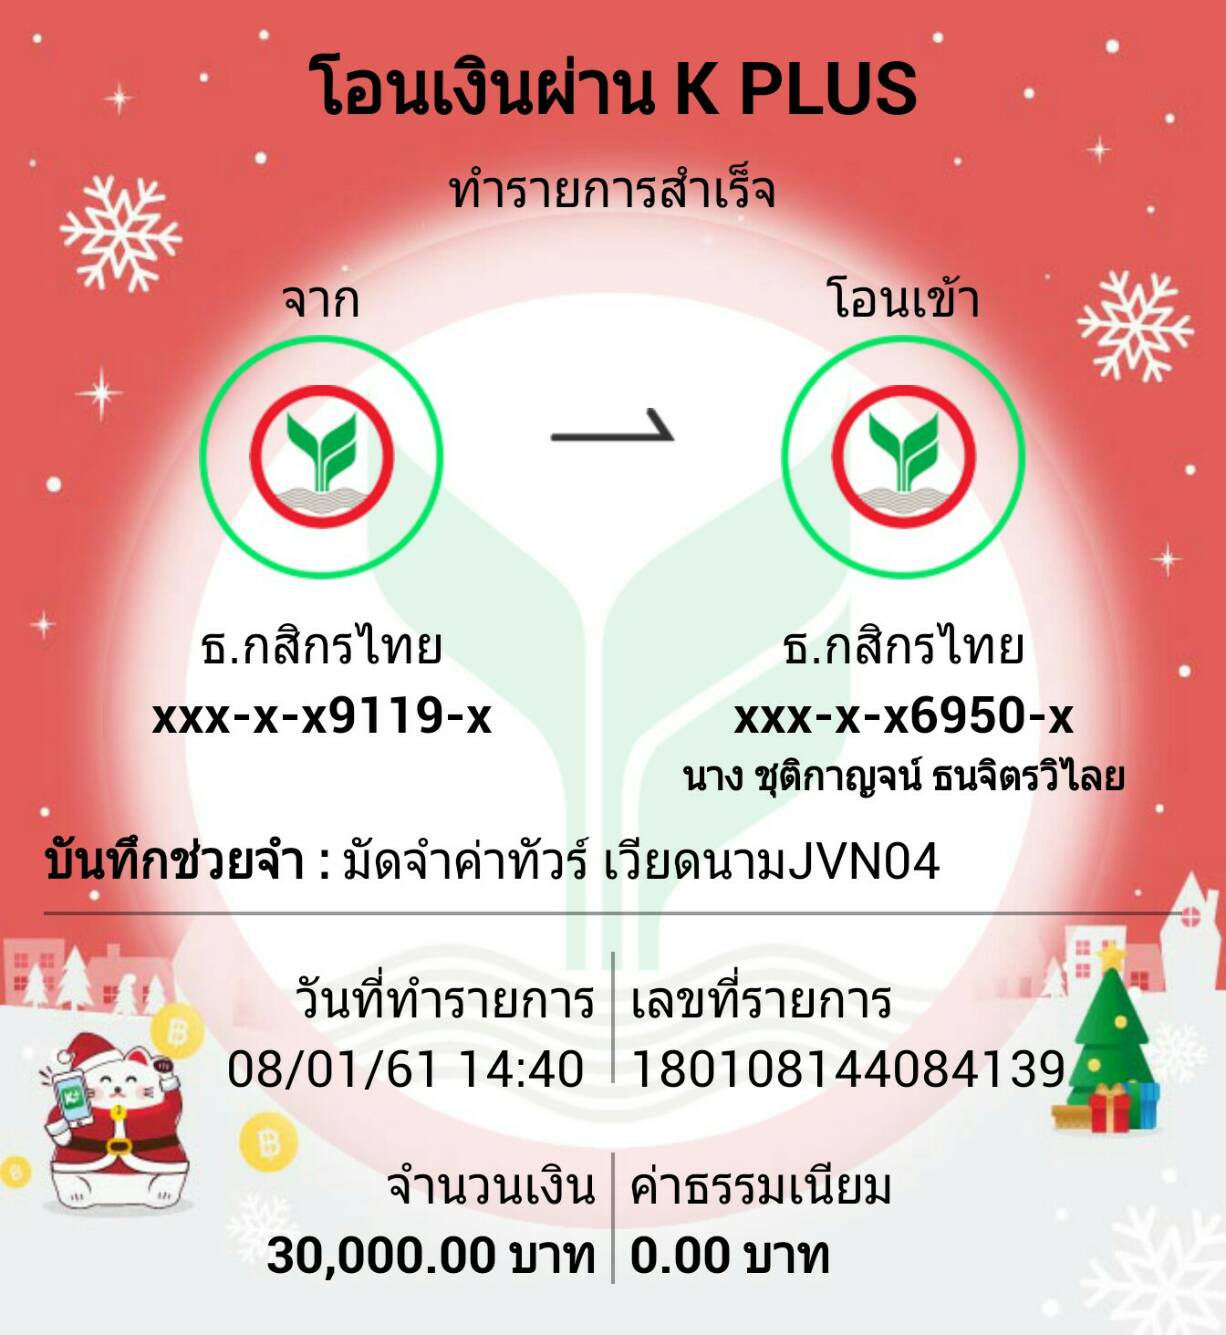 โอนเงินผ่าน K PLUS
ทำรายการสำเร็จ
จาก
โอนเข้า
ธ.กสิกรไทย
xxx-x-x9119-x
ธ.กสิกรไทย
xxx-x-x6950-x
นาง ชุติกาญจน์ ธนจิตรวิไลย
บันทึกช่วยจำ : มัดจำค่าทัวร์ เวียดนามJVN04
วันที่ทำรายการ
08/01/61 14:40
เลขที่รายการ
180108144084139
จำนวนเงิน
30,000.00 บาท
ค่าธรรมเนียม
0.00 บาท